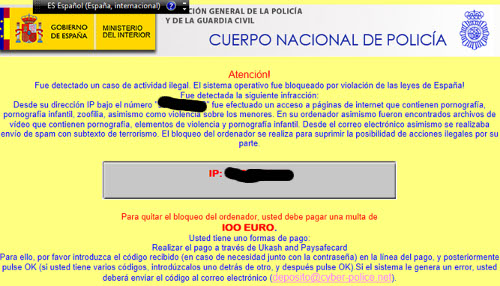 ES Español (España, internacional)
GOBIERNO DE ESPAÑA
MINISTERIO DEL INTERIOR
CIÓN GENERAL DE LA POLICÍA
Y DE LA GUARDIA CIVIL
CUERPO NACIONAL DE POLICÍA
Atención!
Fue detectado un caso de actividad ilegal. El sistema operativo fue bloqueado por violación de las leyes de España!
Fue detectada la siguiente infracción:
Desde su dirección IP bajo el número " " fue efectuado un acceso a páginas de internet que contienen pornografía,
pornografía infantil, zoofilia, asimismo como violencia sobre los menores. En su ordenador asimismo fueron encontrados archivos de
vídeo que contienen pornografía, elementos de violencia y pornografía infantil. Desde el correo electrónico asimismo se realizaba
envío de spam con subtexto de terrorismo. El bloqueo del ordenador se realiza para suprimir la posibilidad de acciones ilegales por su
parte.
IP:
Para quitar el bloqueo del ordenador, usted debe pagar una multa de
100 EURO.
Usted tiene uno formas de pago:
Realizar el pago a través de Ukash and Paysafecard
Para ello, por favor introduzca el código recibido (en caso de necesidad junto con la contraseña) en la línea del pago, y posteriormente
pulse OK (si usted tiene varios códigos, introdúzcalos uno detrás de otro, y después pulse OK).Si el sistema le genera un error, usted
deberá enviar el código al correo electrónico (deposito@cyber-police.net).